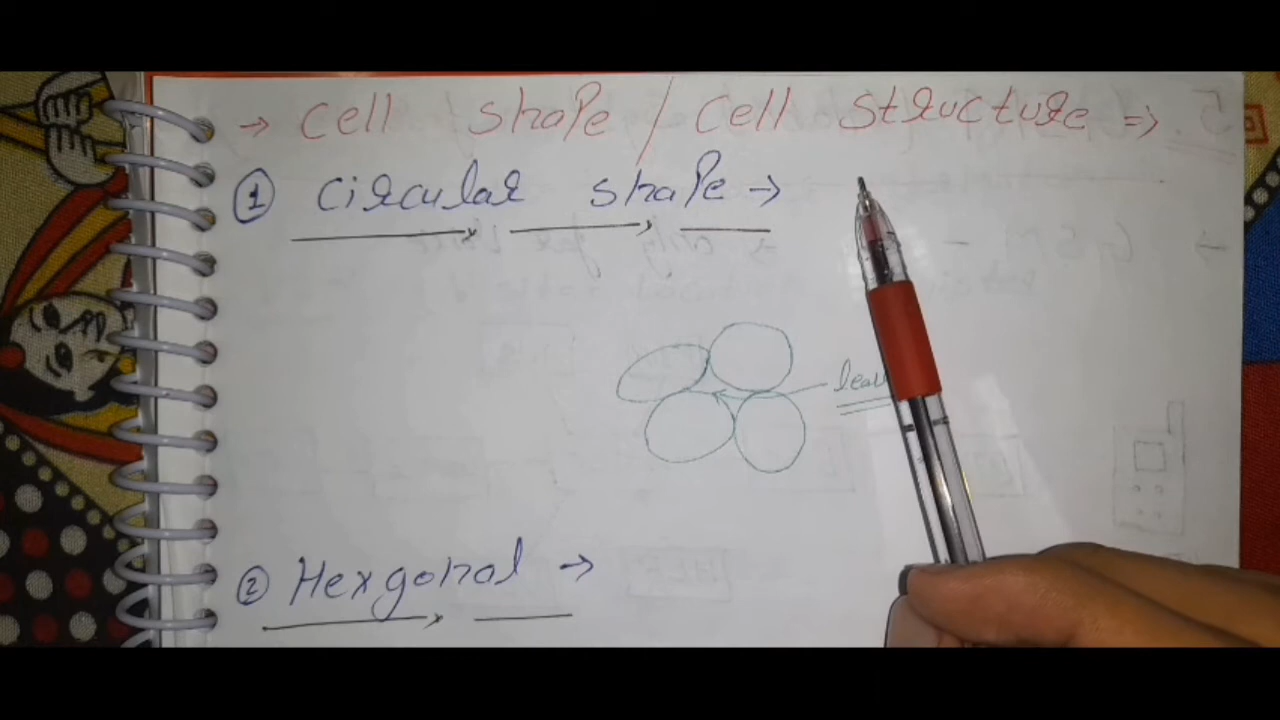 → Cell shape / Cell structure ⇒
① Circular shape →
② Hexgonal →